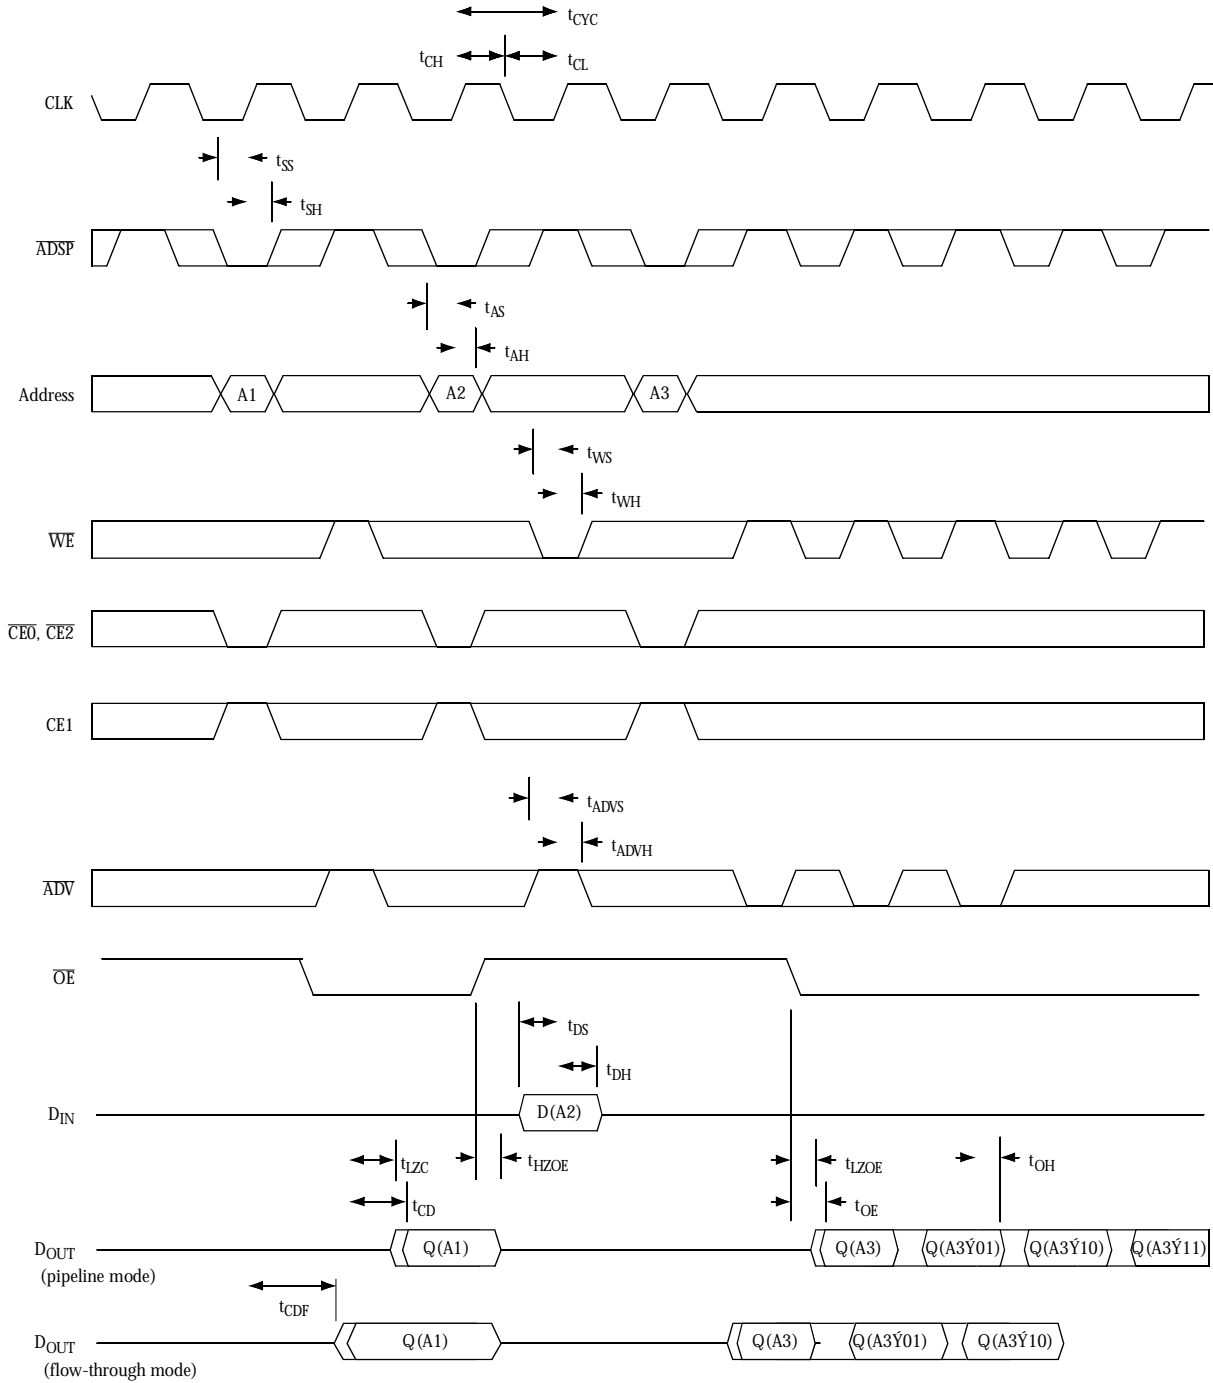 tCYC
tCH
tCL
CLK
tSS
tSH
ADSP
tAS
tAH
Address
A1
A2
A3
tWS
tWH
WE
CE0, CE2
CE1
tADVS
tADVH
ADV
OE
tDS
tDH
DIN
D(A2)
tLZC
tHZOE
tLZOE
tOH
tCD
tOE
DOUT
Q(A1)
Q(A3)
Q(A3Ý01)
Q(A3Ý10)
Q(A3Ý11)
(pipeline mode)
tCDF
DOUT
Q(A1)
Q(A3)
Q(A3Ý01)
Q(A3Ý10)
(flow-through mode)